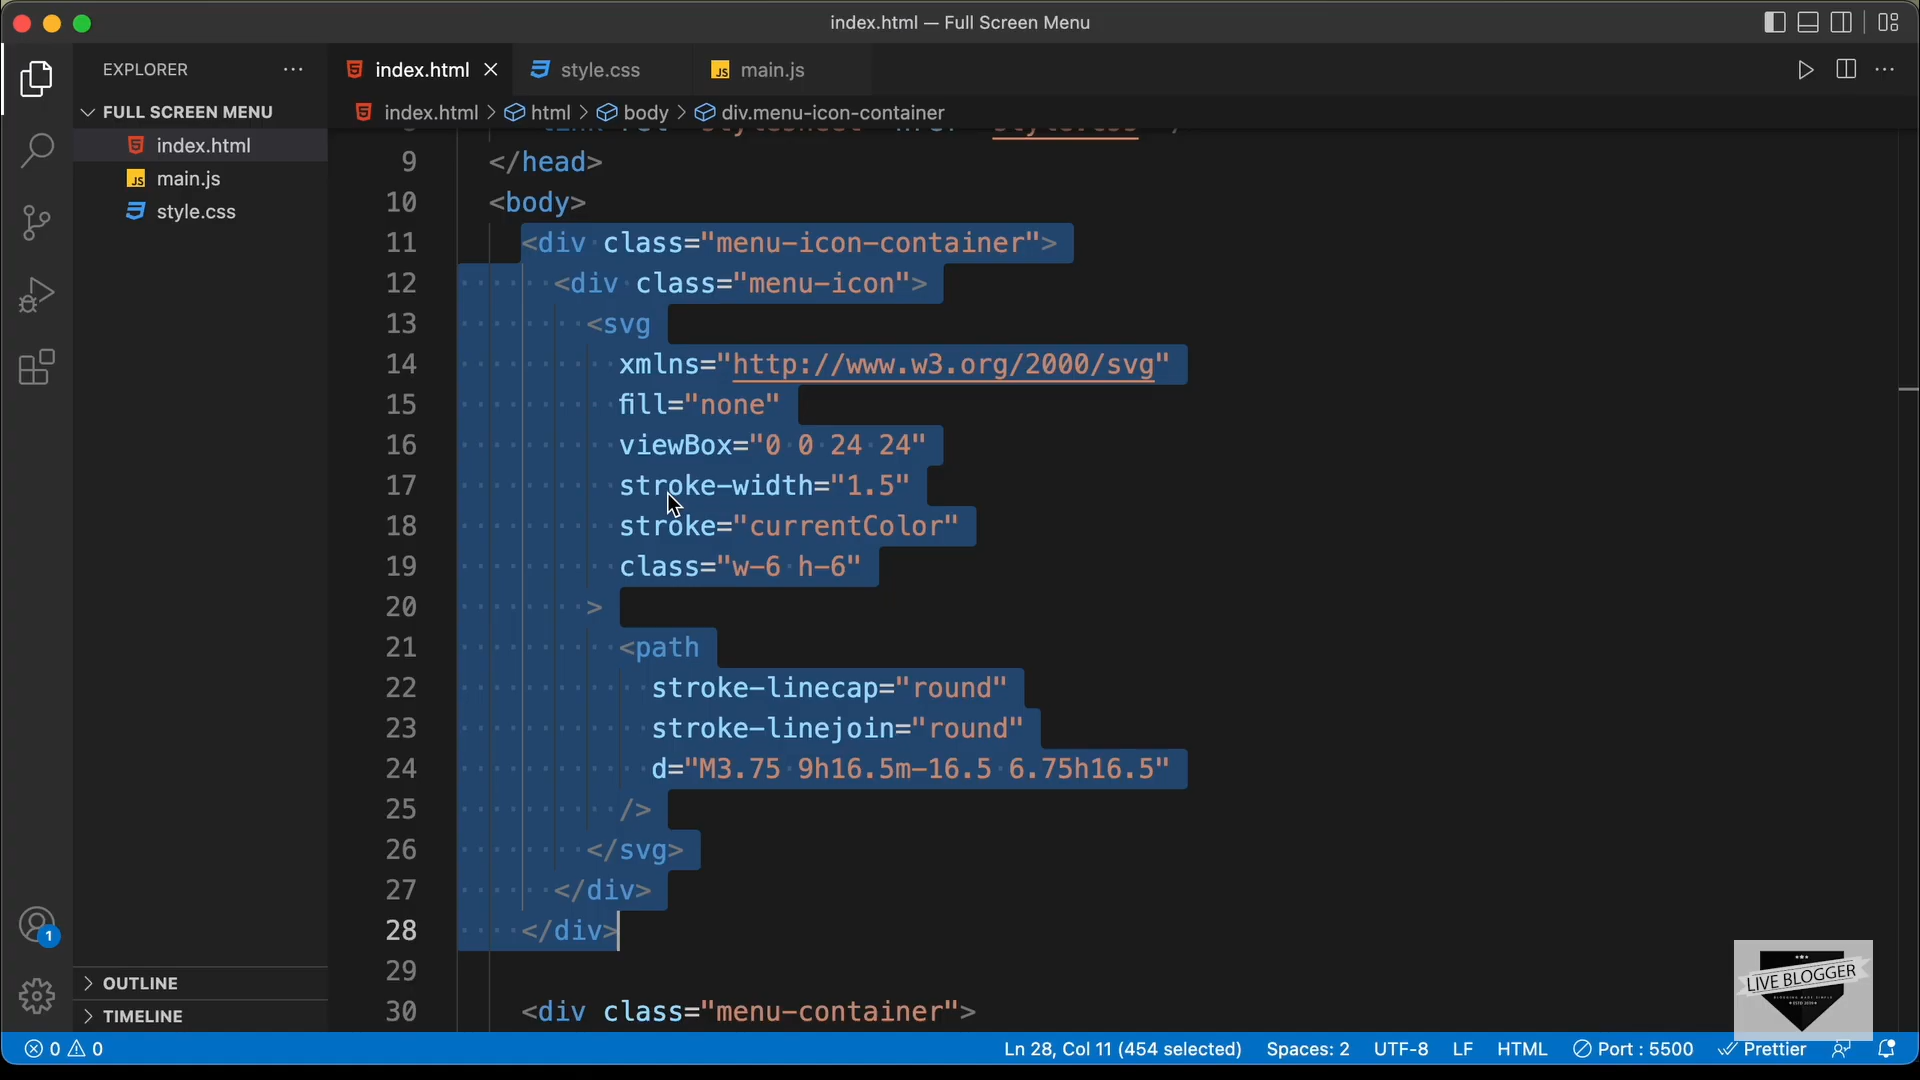 index.html — Full Screen Menu
EXPLORER
FULL SCREEN MENU
index.html
main.js
style.css
OUTLINE
TIMELINE
index.html
style.css
main.js
index.html > html > body > div.menu-icon-container
9 </head>
10 <body>
11 <div class="menu-icon-container">
12 <div class="menu-icon">
13 <svg
14 xmlns="http://www.w3.org/2000/svg"
15 fill="none"
16 viewBox="0 0 24 24"
17 stroke-width="1.5"
18 stroke="currentColor"
19 class="w-6 h-6"
20 >
21 <path
22 stroke-linecap="round"
23 stroke-linejoin="round"
24 d="M3.75 9h16.5m-16.5 6.75h16.5"
25 />
26 </svg>
27 </div>
28 </div>
29
30 <div class="menu-container">
LIVE BLOGGER
1
0 0
Ln 28, Col 11 (454 selected) Spaces: 2 UTF-8 LF HTML Port : 5500 Prettier